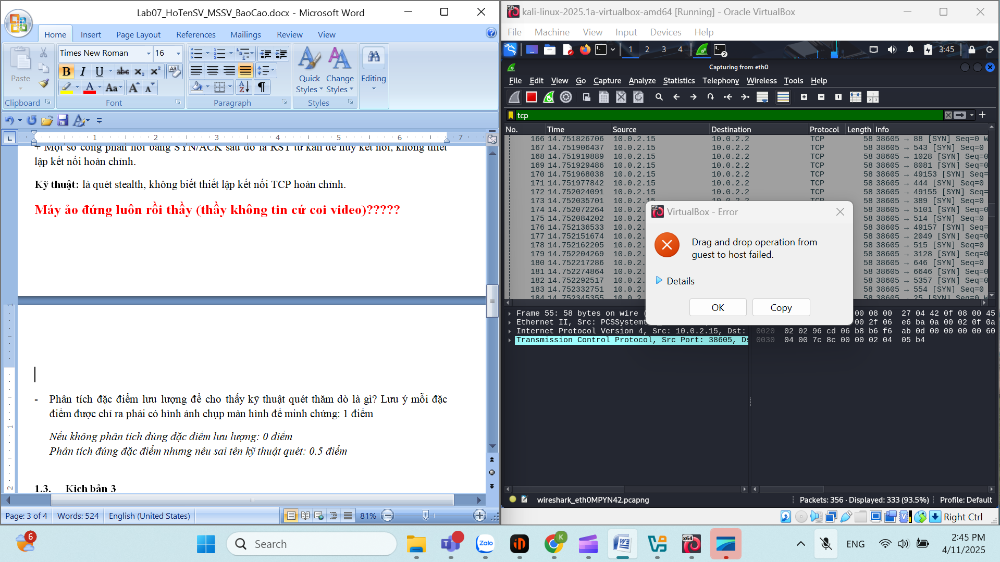 Lab07_HoTenSV_MSSV_BaoCao.docx - Microsoft Word
Home Insert Page Layout References Mailings Review View
Times New Roman 16
Paste
Quick Styles
Change Styles
Editing
Clipboard Font Paragraph Styles
1 2 3 4 5 6 7
+ Một số cổng phản hồi bằng SYN/ACK sau đó là RST từ kali để hủy kết nối, không thiết
lập kết nối hoàn chỉnh.
Kỹ thuật: là quét stealth, không biết thiết lập kết nối TCP hoàn chỉnh.
Máy ảo đứng luôn rồi thầy (thầy không tin cứ coi video)?????
- Phân tích đặc điểm lưu lượng để cho thấy kỹ thuật quét thăm dò là gì? Lưu ý mỗi đặc
điểm được chỉ ra phải có hình ảnh chụp màn hình để minh chứng: 1 điểm
Nếu không phân tích đúng đặc điểm lưu lượng: 0 điểm
Phân tích đúng đặc điểm nhưng nêu sai tên kỹ thuật quét: 0.5 điểm
1.3. Kịch bản 3
Page: 3 of 4 Words: 524 English (United States) 81%
kali-linux-2025.1a-virtualbox-amd64 [Running] - Oracle VirtualBox
File Machine View Input Devices Help
1 2 3 4 2 3:45
Capturing from eth0
File Edit View Go Capture Analyze Statistics Telephony Wireless Tools Help
tcp
No. Time Source Destination Protocol Length Info
166 14.751826706 10.0.2.15 10.0.2.2 TCP 58 38605 → 88 [SYN] Seq=0 W
167 14.751906437 10.0.2.15 10.0.2.2 TCP 58 38605 → 543 [SYN] Seq=0
168 14.751919889 10.0.2.15 10.0.2.2 TCP 58 38605 → 1028 [SYN] Seq=0
169 14.751929486 10.0.2.15 10.0.2.2 TCP 58 38605 → 8081 [SYN] Seq=0
170 14.751968038 10.0.2.15 10.0.2.2 TCP 58 38605 → 49153 [SYN] Seq=
171 14.751977842 10.0.2.15 10.0.2.2 TCP 58 38605 → 444 [SYN] Seq=0
172 14.752024091 10.0.2.15 10.0.2.2 TCP 58 38605 → 49155 [SYN] Seq=
173 14.752035701 10.0.2.15 10.0.2.2 TCP 58 38605 → 389 [SYN] Seq=0
174 14.752072264 10.0.2. 58 38605 → 5101 [SYN] Seq=0
175 14.752084202 10.0.2. 58 38605 → 514 [SYN] Seq=0
176 14.752136533 10.0.2. 58 38605 → 49157 [SYN] Seq=
177 14.752151674 10.0.2. 58 38605 → 2049 [SYN] Seq=0
178 14.752162205 10.0.2. 58 38605 → 515 [SYN] Seq=0
179 14.752204269 10.0.2. 58 38605 → 3128 [SYN] Seq=0
180 14.752217286 10.0.2. 58 38605 → 646 [SYN] Seq=0
181 14.752274864 10.0.2. 58 38605 → 6646 [SYN] Seq=0
182 14.752292517 10.0.2. 58 38605 → 5357 [SYN] Seq=0
183 14.752332751 10.0.2. 58 38605 → 554 [SYN] Seq=0
184 14.752345355 10.0.2. 58 38605 → 25 [SYN] Seq=0 W
VirtualBox - Error
Drag and drop operation from
guest to host failed.
Details
OK Copy
Frame 55: 58 bytes on wire ( 00 08 00 27 04 42 0f 08 00 45
Ethernet II, Src: PCSSystemt 00 2f 06 e6 ba 0a 00 02 0f 0a
Internet Protocol Version 4, Src: 10.0.2.15, Dst: 0020 02 02 96 cd 06 b8 b6 f6 ab 0d 00 00 00 00 60
Transmission Control Protocol, Src Port: 38605, Ds 0030 04 00 7c 8c 00 00 02 04 05 b4
wireshark_eth0MPYN42.pcapng Packets: 356 · Displayed: 333 (93.5%) Profile: Default
Right Ctrl
6 Search Zalo K x64 ENG 2:45 PM
4/11/2025